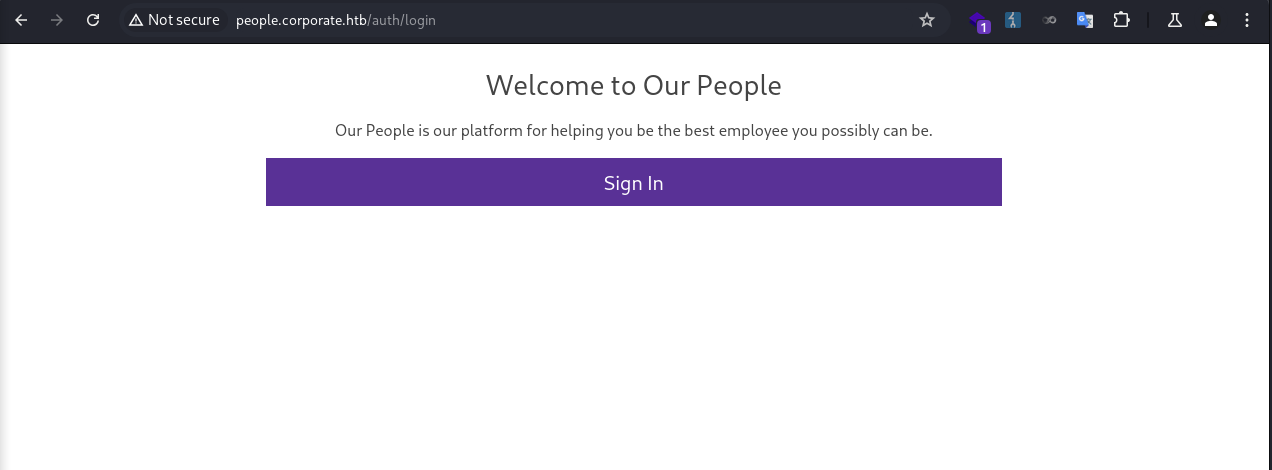 Not secure people.corporate.htb/auth/login
1
Welcome to Our People
Our People is our platform for helping you be the best employee you possibly can be.
Sign In